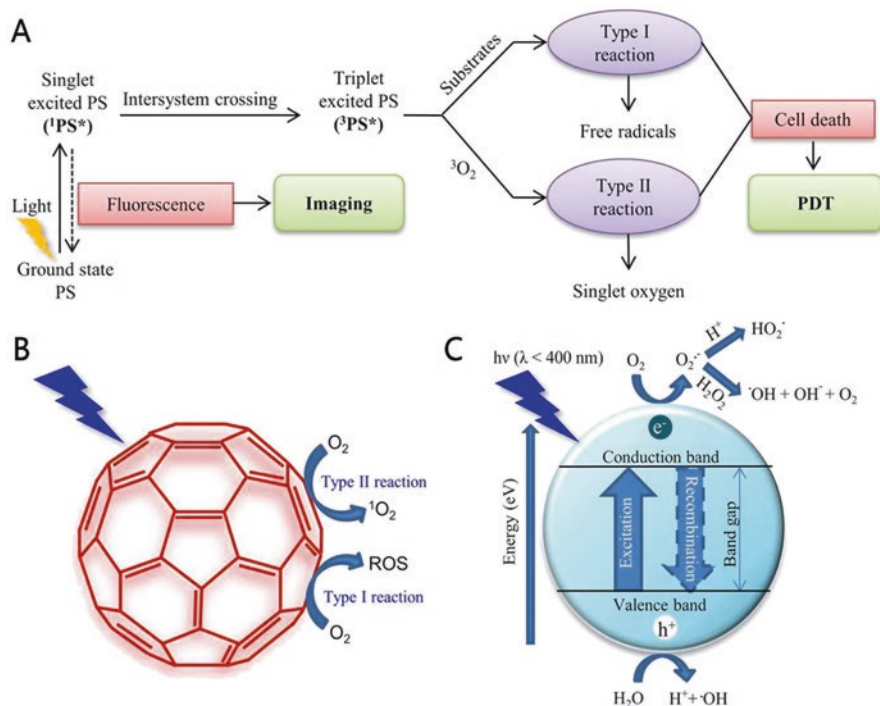 A
Singlet
excited PS
(¹PS*)
Intersystem crossing
Triplet
excited PS
(³PS*)
Substrates
³O₂
Type I
reaction
Free radicals
Type II
reaction
Singlet oxygen
Cell death
PDT
Light
Fluorescence
Imaging
Ground state
PS
B
O₂
Type II reaction
¹O₂
ROS
Type I reaction
O₂
C
hν (λ < 400 nm)
O₂
O₂·⁻
H⁺
HO₂·
H₂O₂
·OH + OH⁻ + O₂
e⁻
Conduction band
Energy (eV)
Excitation
Recombination
Band gap
Valence band
h⁺
H₂O
H⁺+ ·OH